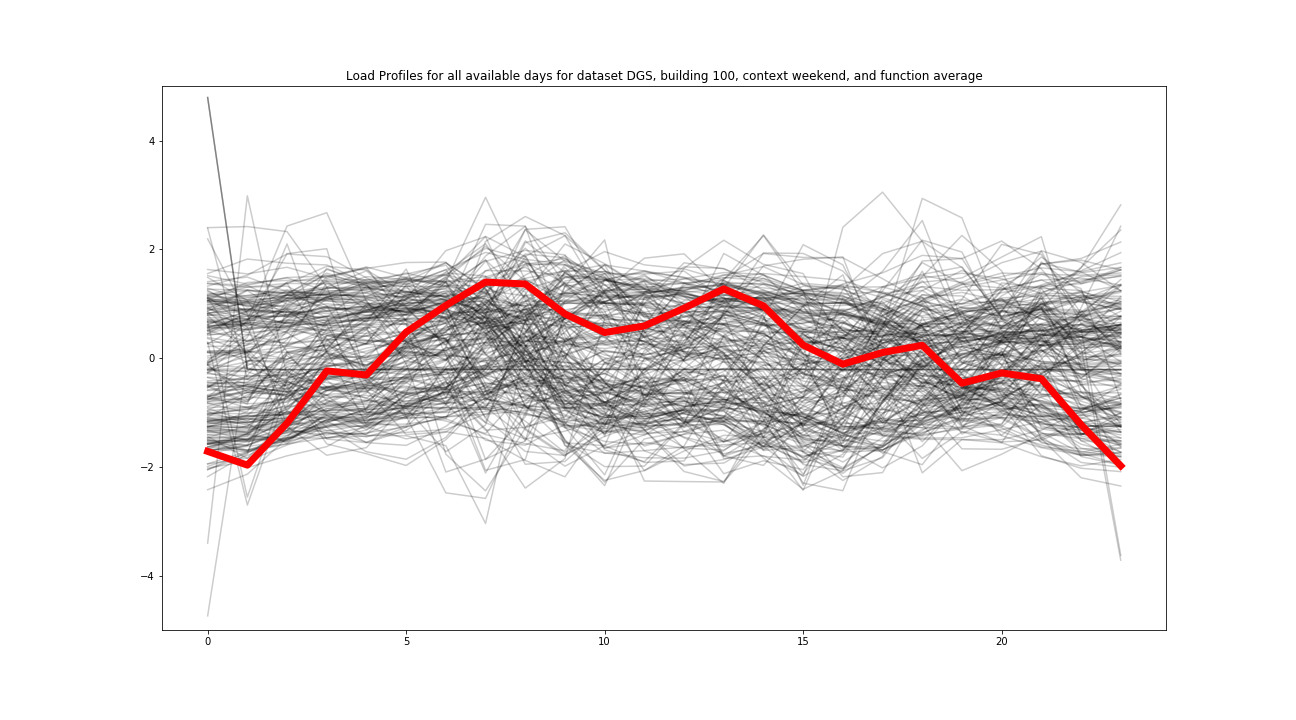 Load Profiles for all available days for dataset DGS, building 100, context weekend, and function average
4
2
0
−2
−4
0 5 10 15 20